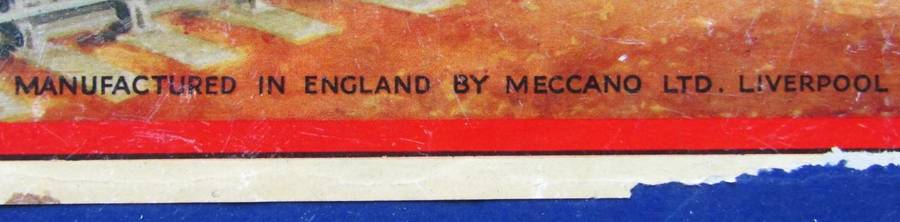 MANUFACTURED IN ENGLAND BY MECCANO LTD. LIVERPOOL